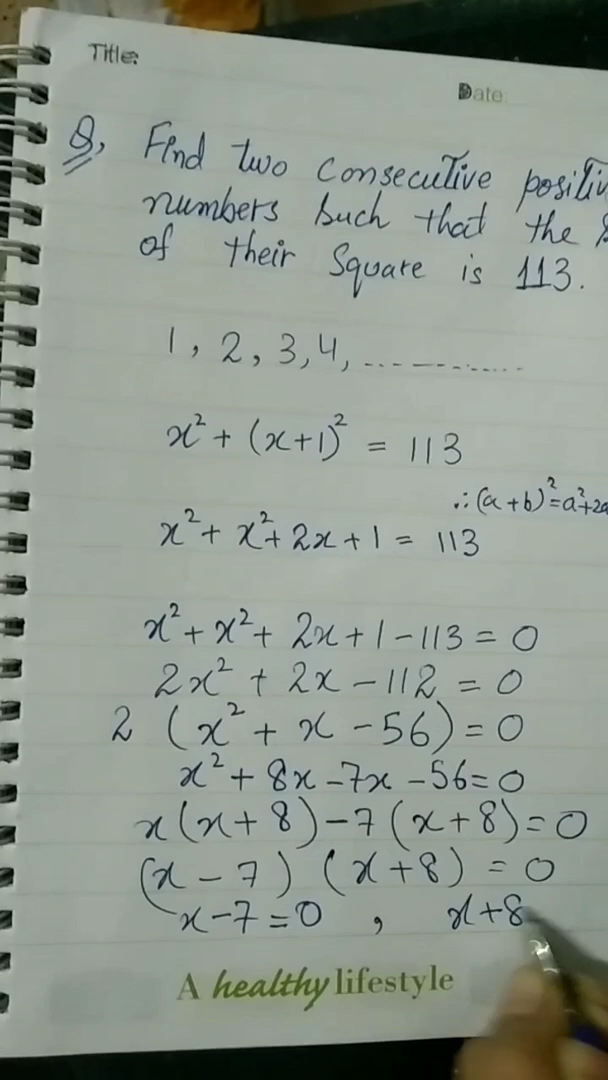 Title:
Date:
Q, Find two consecutive positiv
numbers such that the
of their Square is 113.
1, 2, 3, 4, ------------
x² + (x+1)² = 113
∴(a+b)²=a²+2a
x² + x² + 2x + 1 = 113
x² + x² + 2x + 1 - 113 = 0
2x² + 2x - 112 = 0
2 (x² + x - 56) = 0
x² + 8x - 7x - 56 = 0
x(x+8) - 7(x+8) = 0
(x - 7) (x+8) = 0
x - 7 = 0 , x+8
A healthy lifestyle